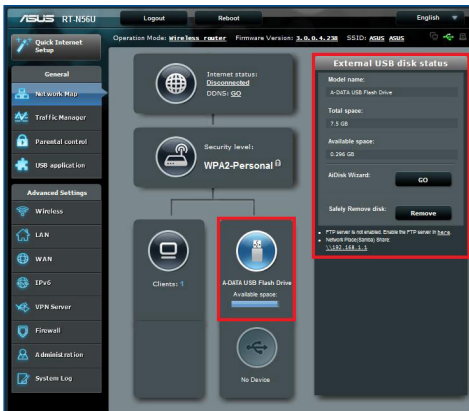 ASUS RT-N56U
Logout
Reboot
English
Quick Internet
Setup
Operation Mode: Wireless router Firmware Version: 3.0.0.4.238 SSID: ASUS ASUS
General
Network Map
Traffic Manager
Parental control
USB application
Advanced Settings
Wireless
LAN
WAN
IPv6
VPN Server
Firewall
Administration
System Log
Internet status:
Disconnected
DDNS: GO
Security level:
WPA2-Personal
Clients: 1
A-DATA USB Flash Drive
Available space:
No Device
External USB disk status
Model name:
A-DATA USB Flash Drive
Total space:
7.5 GB
Available space:
0.296 GB
AiDisk Wizard:
GO
Safely Remove disk:
Remove
FTP server is not enabled. Enable the FTP server in here
Network Place(Samba) Share:
\\192.168.1.1